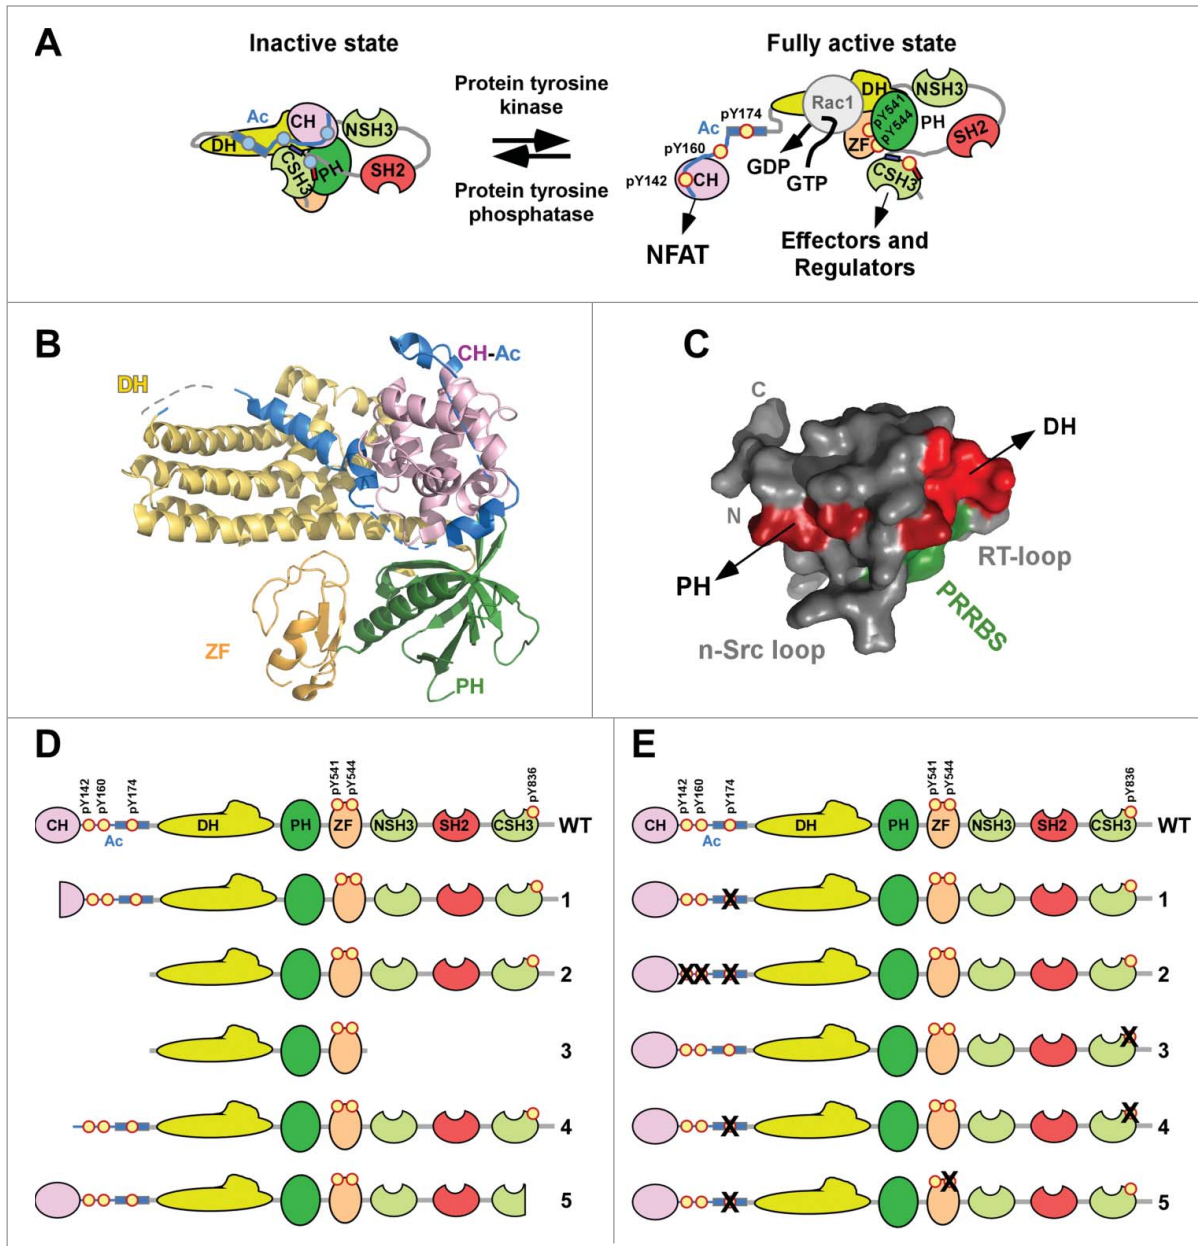 A
Inactive state
Fully active state
Ac
CH
DH
NSH3
CSH3
PH
SH2
Protein tyrosine
kinase
Protein tyrosine
phosphatase
pY174
Ac
pY160
pY142
CH
Rac1
DH
NSH3
pY541
pY544
PH
SH2
ZF
CSH3
GDP
GTP
NFAT
Effectors and
Regulators
B
CH-Ac
DH
ZF
PH
C
C
DH
N
RT-loop
PH
PRRBS
n-Src loop
D
pY142
pY160
pY174
pY541
pY544
pY836
CH
Ac
DH
PH
ZF
NSH3
SH2
CSH3
WT
1
2
3
4
5
E
pY142
pY160
pY174
pY541
pY544
pY836
CH
Ac
DH
PH
ZF
NSH3
SH2
CSH3
WT
X
1
X X X
2
X
3
X X
4
X X
5